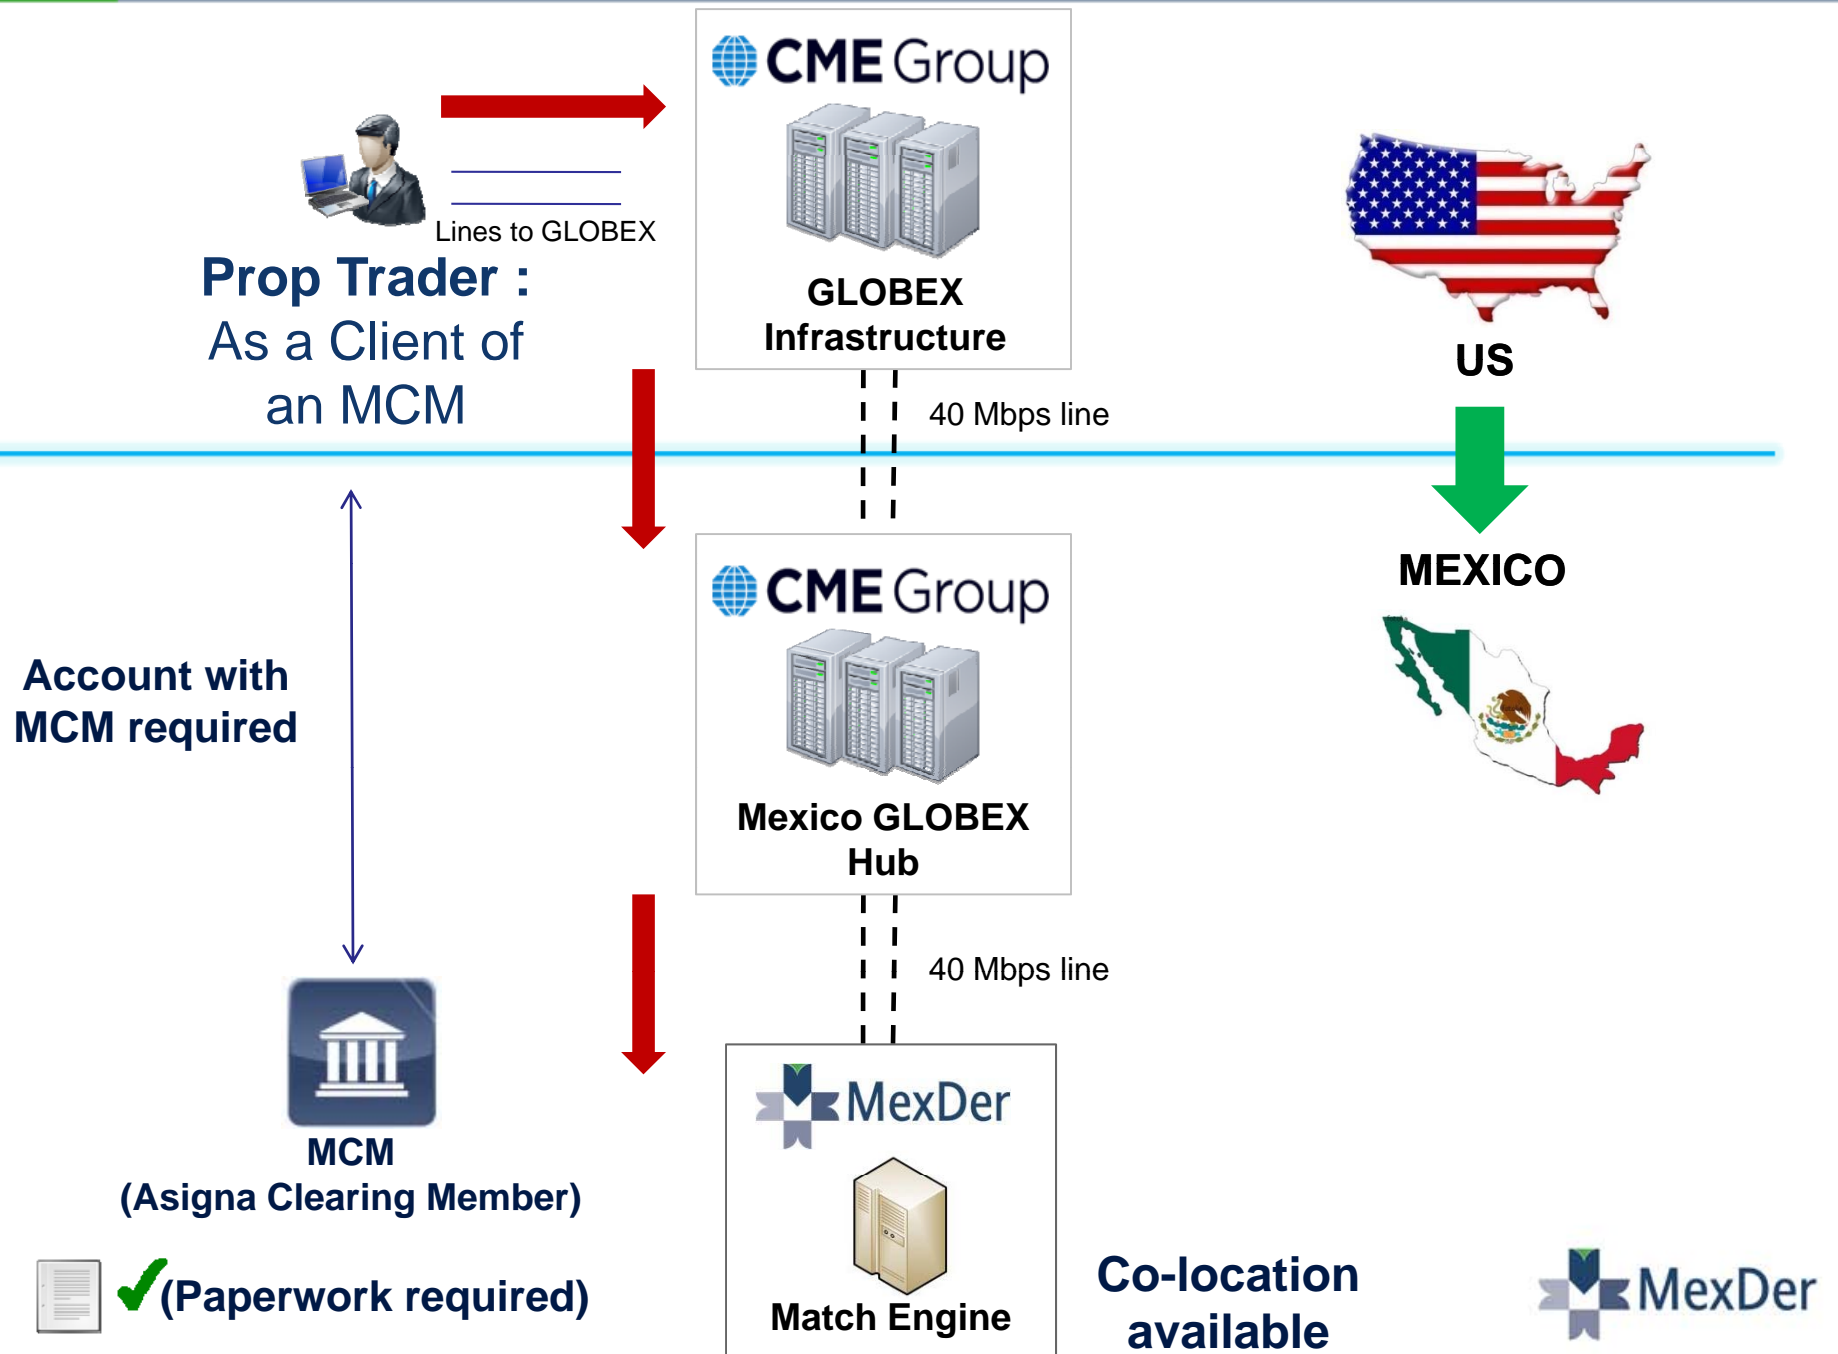 CME Group
Lines to GLOBEX
Prop Trader :
As a Client of
an MCM
GLOBEX
Infrastructure
US
40 Mbps line
CME Group
MEXICO
Account with
MCM required
Mexico GLOBEX
Hub
40 Mbps line
MexDer
MCM
(Asigna Clearing Member)
(Paperwork required)
Match Engine
Co-location
available
MexDer